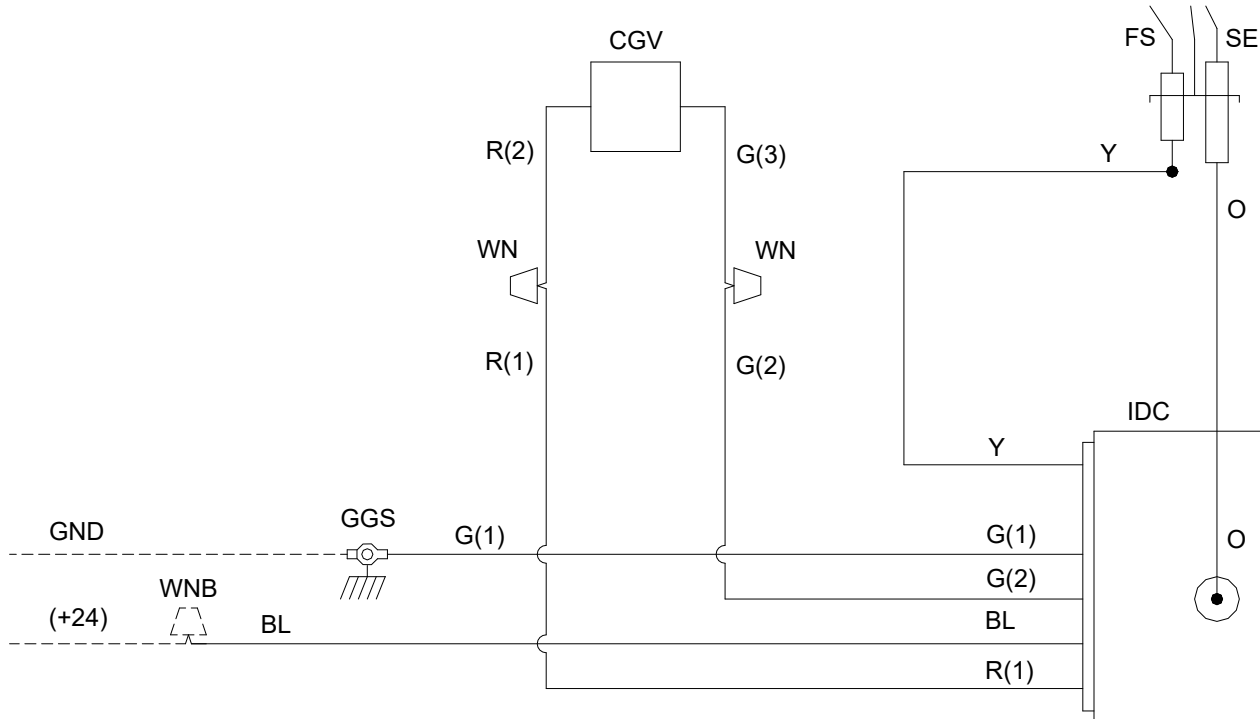 CGV
FS
SE
R(2)
G(3)
Y
O
WN
WN
R(1)
G(2)
IDC
Y
GND
GGS
G(1)
G(1)
O
WNB
G(2)
(+24)
BL
BL
R(1)